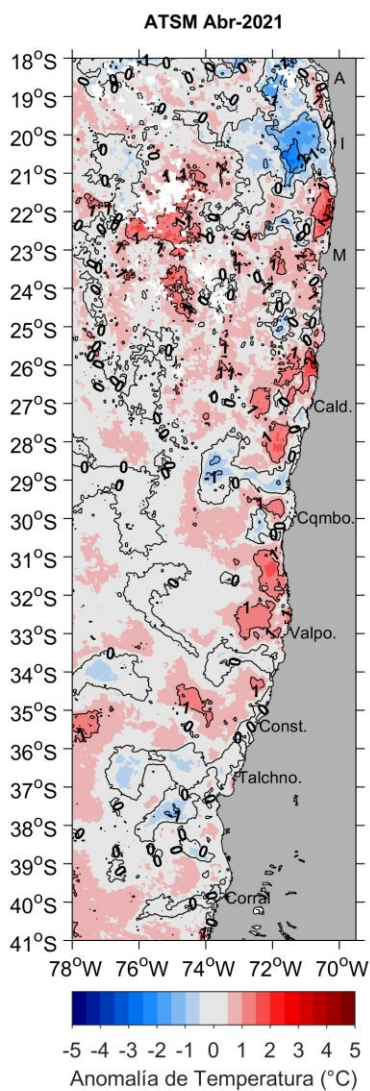 ATSM Abr-2021
18°S
A
19°S
20°S
I
21°S
22°S
23°S
M
24°S
25°S
26°S
27°S
Cald.
28°S
29°S
30°S
Cqmbo.
31°S
32°S
33°S
Valpo.
34°S
35°S
Const.
36°S
37°S
Talchno.
38°S
39°S
40°S
Corral
41°S
78°W 76°W 74°W 72°W 70°W
-5 -4 -3 -2 -1 0 1 2 3 4 5
Anomalía de Temperatura (°C)